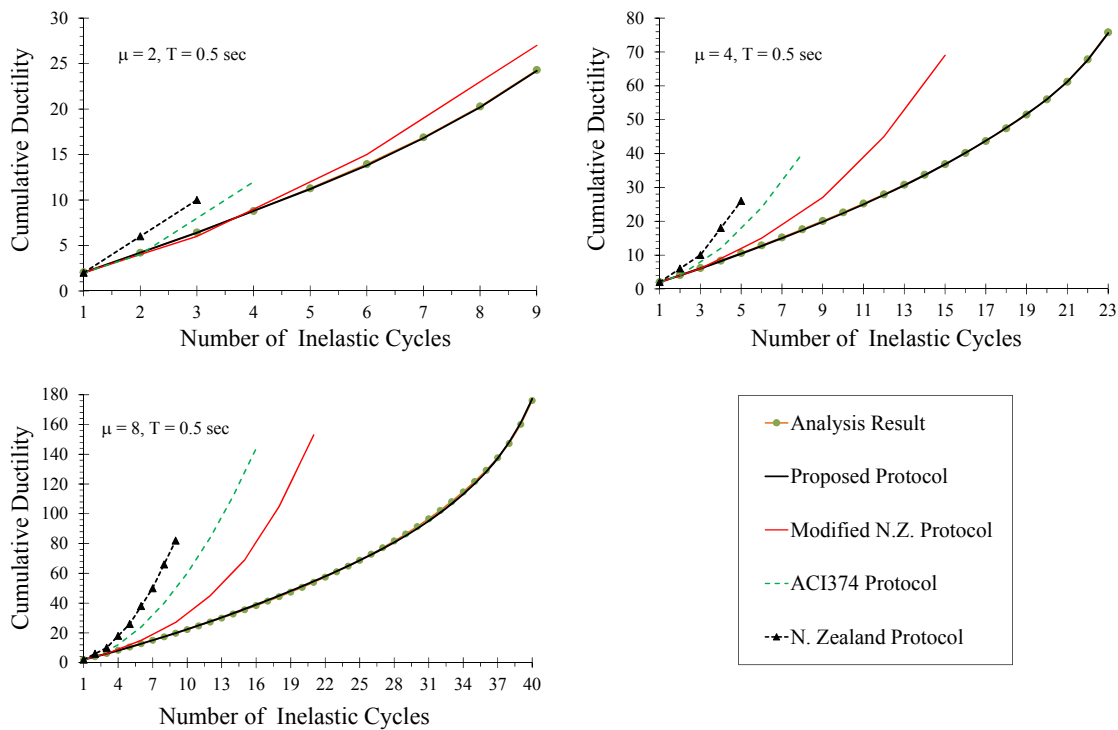 30
25
20
15
10
5
0
μ = 2, T = 0.5 sec
Cumulative Ductility
1 2 3 4 5 6 7 8 9
Number of Inelastic Cycles
80
70
60
50
40
30
20
10
0
μ = 4, T = 0.5 sec
Cumulative Ductility
1 3 5 7 9 11 13 15 17 19 21 23
Number of Inelastic Cycles
180
160
140
120
100
80
60
40
20
0
μ = 8, T = 0.5 sec
Cumulative Ductility
1 4 7 10 13 16 19 22 25 28 31 34 37 40
Number of Inelastic Cycles
Analysis Result
Proposed Protocol
Modified N.Z. Protocol
ACI374 Protocol
N. Zealand Protocol